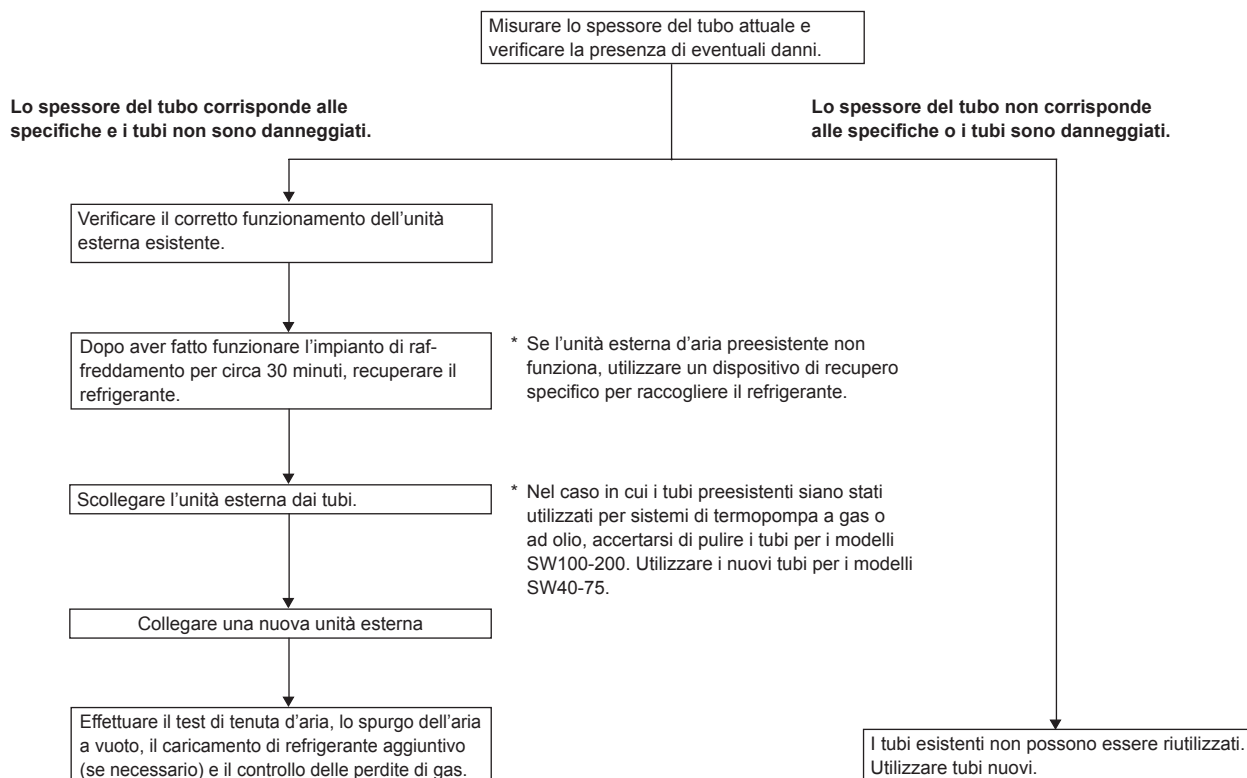 Misurare lo spessore del tubo attuale e
verificare la presenza di eventuali danni.
Lo spessore del tubo corrisponde alle
specifiche e i tubi non sono danneggiati.
Lo spessore del tubo non corrisponde
alle specifiche o i tubi sono danneggiati.
Verificare il corretto funzionamento dell’unità
esterna esistente.
Dopo aver fatto funzionare l’impianto di raf-
freddamento per circa 30 minuti, recuperare il
refrigerante.
* Se l’unità esterna d’aria preesistente non
funziona, utilizzare un dispositivo di recupero
specifico per raccogliere il refrigerante.
Scollegare l’unità esterna dai tubi.
* Nel caso in cui i tubi preesistenti siano stati
utilizzati per sistemi di termopompa a gas o
ad olio, accertarsi di pulire i tubi per i modelli
SW100-200. Utilizzare i nuovi tubi per i modelli
SW40-75.
Collegare una nuova unità esterna
Effettuare il test di tenuta d’aria, lo spurgo dell’aria
a vuoto, il caricamento di refrigerante aggiuntivo
(se necessario) e il controllo delle perdite di gas.
I tubi esistenti non possono essere riutilizzati.
Utilizzare tubi nuovi.